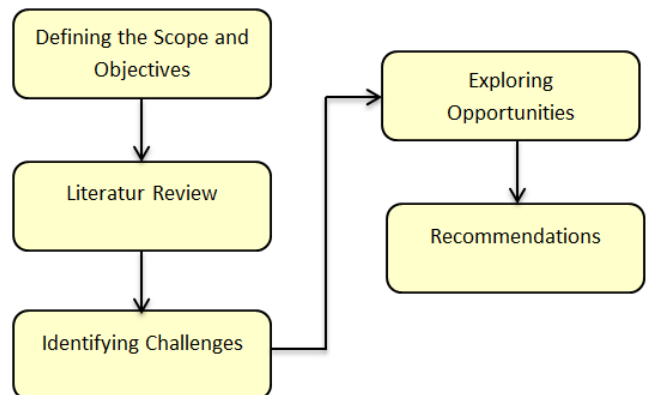 Defining the Scope and
Objectives
Literatur Review
Identifying Challenges
Exploring
Opportunities
Recommendations